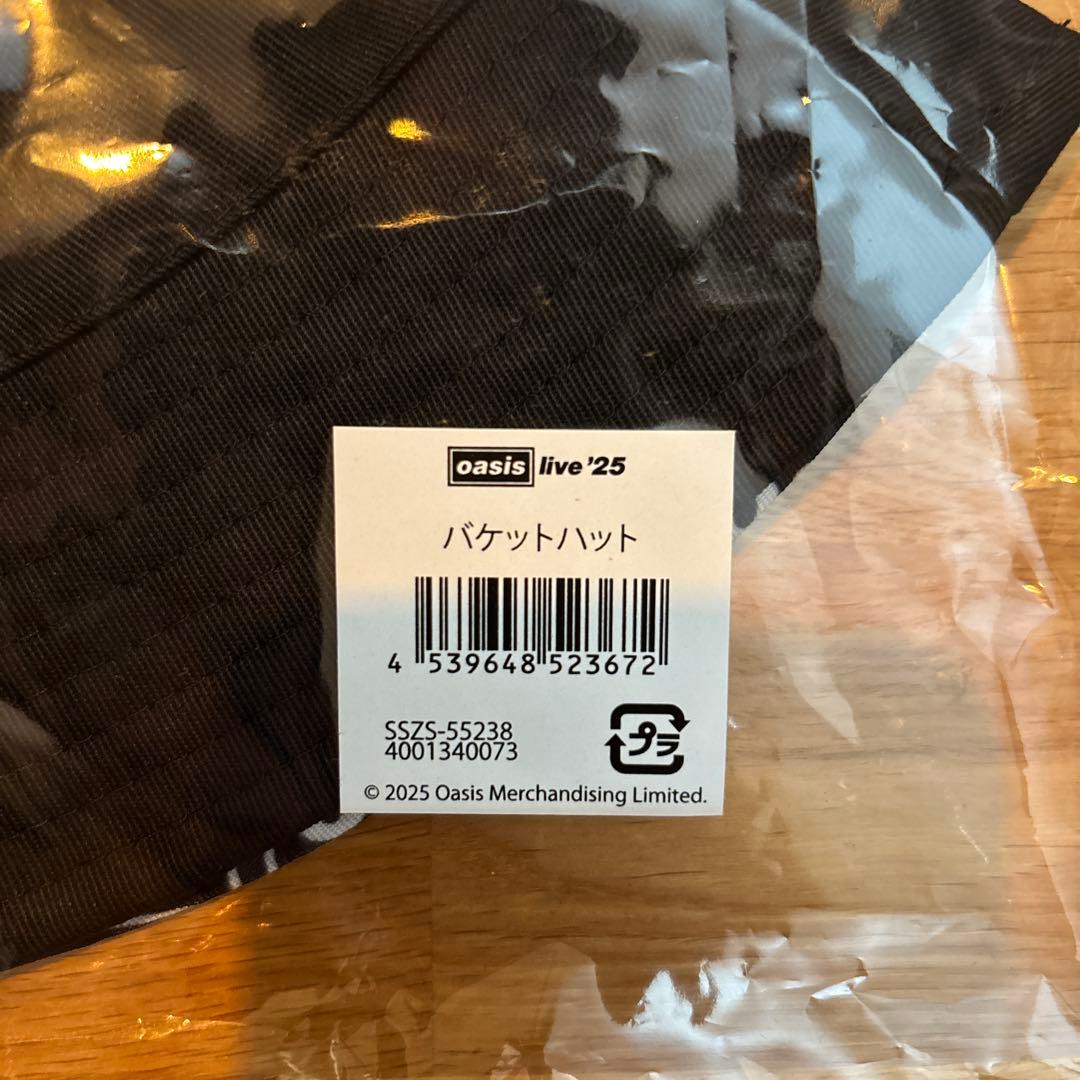 oasis live '25
バケットハット
4 539648 523672
SSZS-55238
4001340073
プラ
© 2025 Oasis Merchandising Limited.